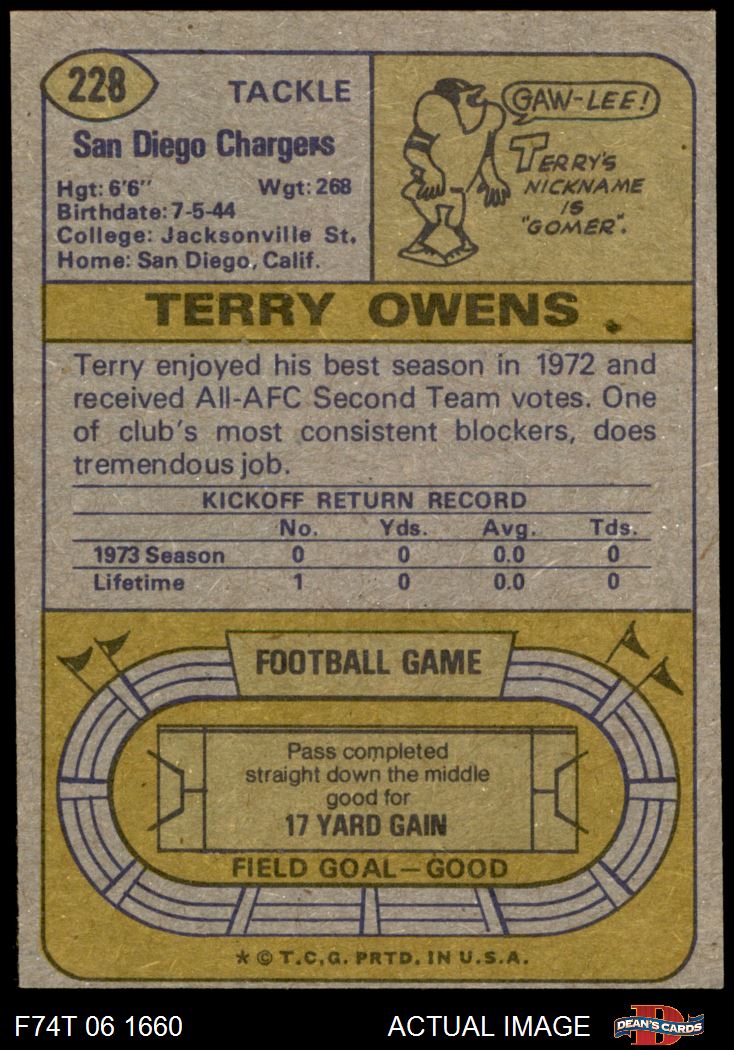 228
TACKLE
San Diego Chargers
Hgt: 6'6" Wgt: 268
Birthdate: 7-5-44
College: Jacksonville St.
Home: San Diego, Calif.
GAW-LEE!
TERRY'S
NICKNAME
IS
"GOMER".
TERRY OWENS
Terry enjoyed his best season in 1972 and
received All-AFC Second Team votes. One
of club's most consistent blockers, does
tremendous job.
KICKOFF RETURN RECORD
No. Yds. Avg. Tds.
1973 Season 0 0 0.0 0
Lifetime 1 0 0.0 0
FOOTBALL GAME
Pass completed
straight down the middle
good for
17 YARD GAIN
FIELD GOAL—GOOD
* © T.C.G. PRTD. IN U.S.A.
F74T 06 1660 ACTUAL IMAGE D DEAN'S CARDS